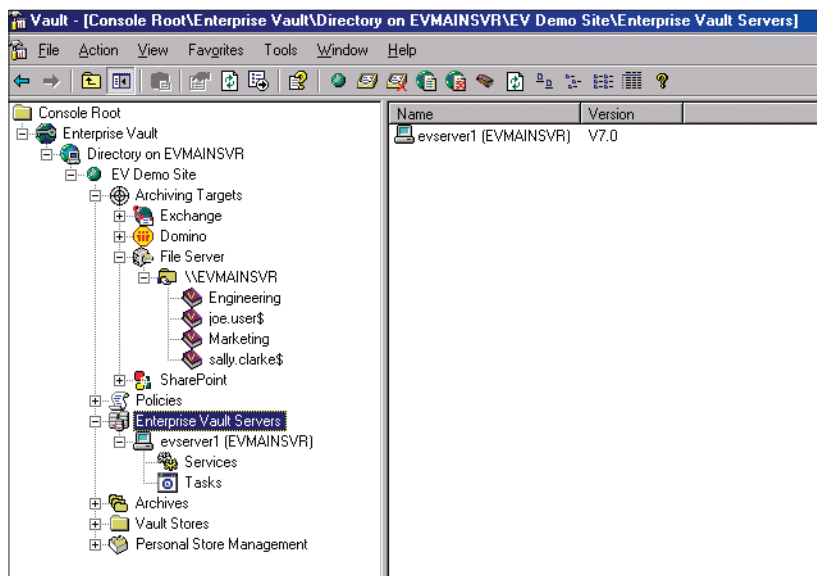 Vault - [Console Root\Enterprise Vault\Directory on EVMAINSVR\EV Demo Site\Enterprise Vault Servers]
File Action View Favorites Tools Window Help
Console Root
Enterprise Vault
Directory on EVMAINSVR
EV Demo Site
Archiving Targets
Exchange
Domino
File Server
\\EVMAINSVR
Engineering
joe.user$
Marketing
sally.clarke$
SharePoint
Policies
Enterprise Vault Servers
evserver1 (EVMAINSVR)
Services
Tasks
Archives
Vault Stores
Personal Store Management
Name Version
evserver1 (EVMAINSVR) V7.0